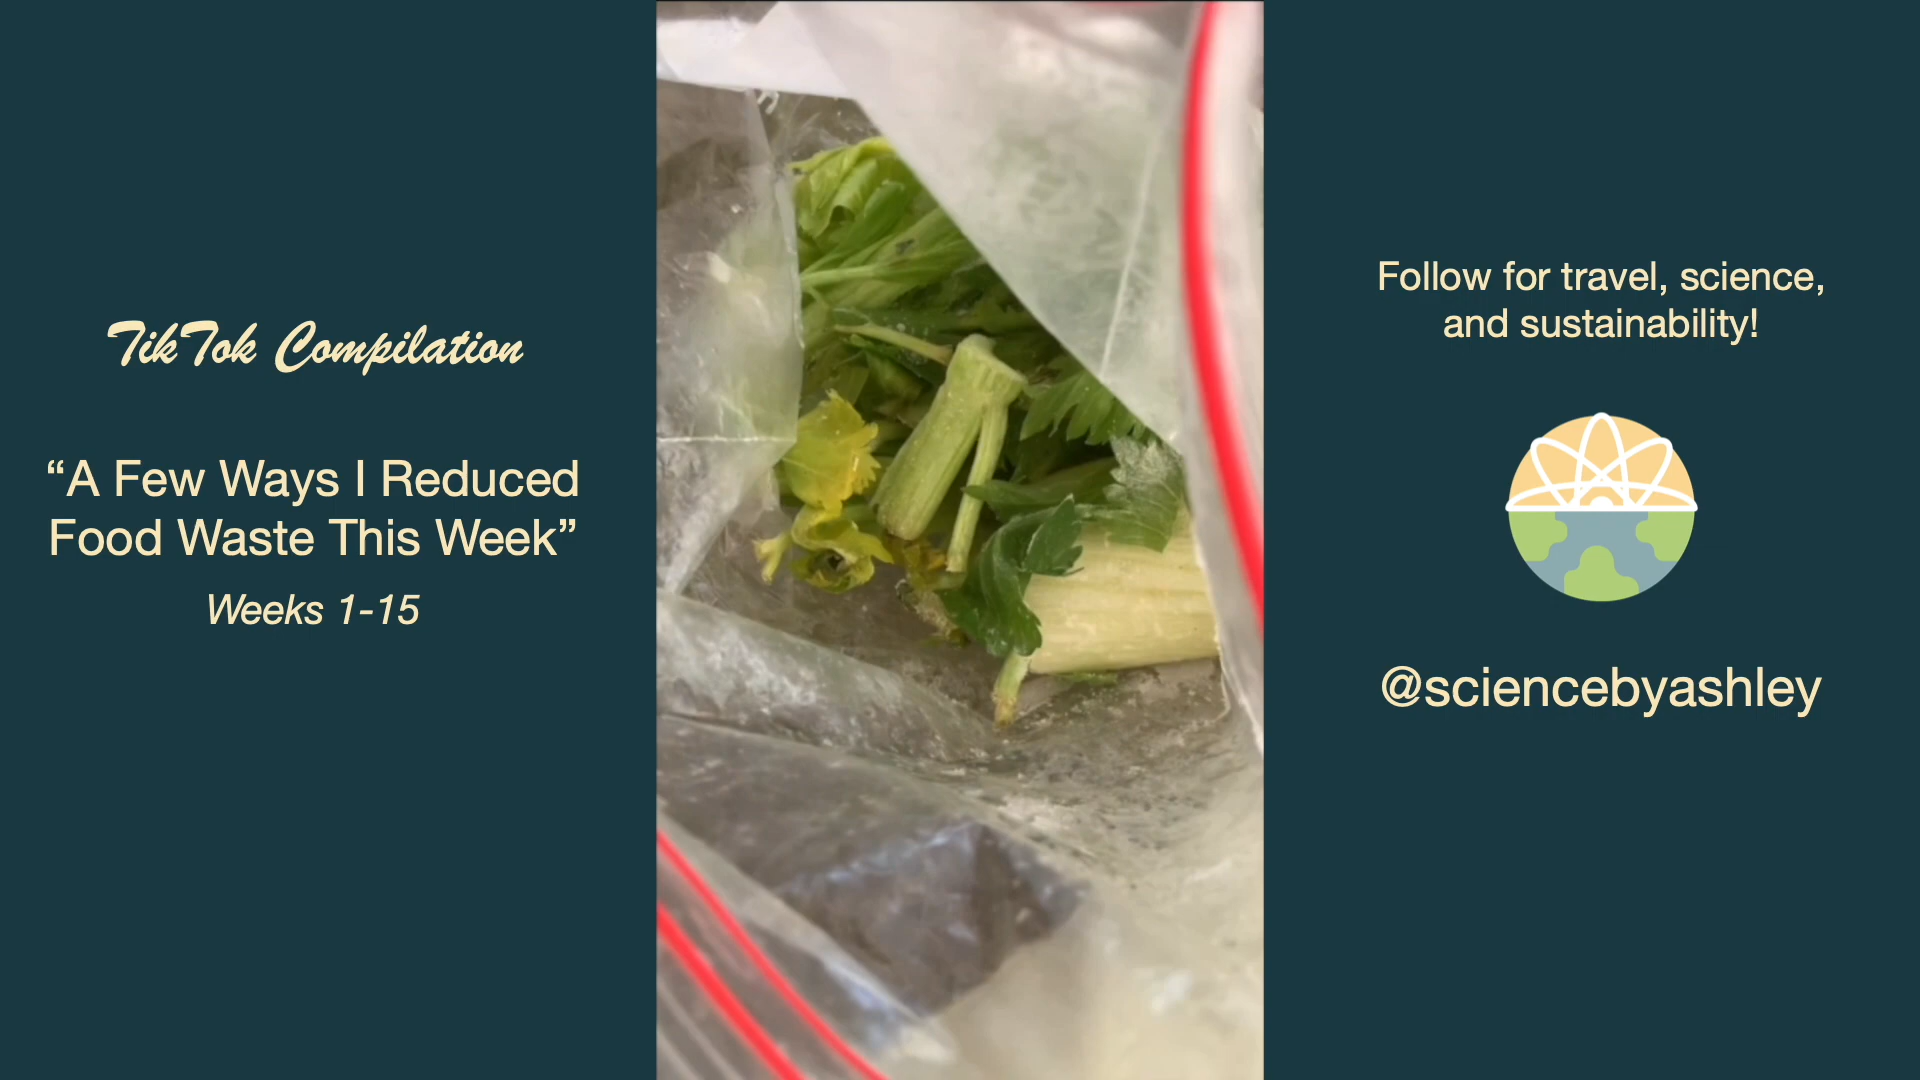 TikTok Compilation
“A Few Ways I Reduced
Food Waste This Week”
Weeks 1-15
Follow for travel, science,
and sustainability!
@sciencebyashley